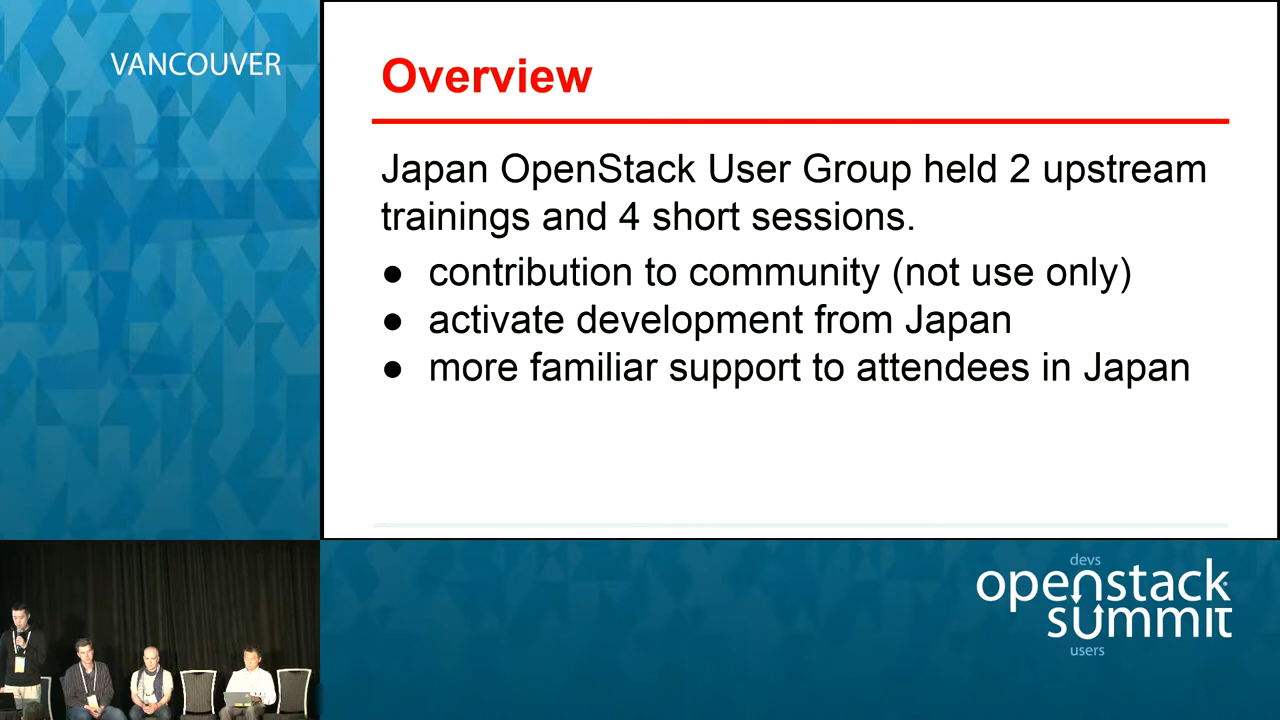 VANCOUVER
Overview
Japan OpenStack User Group held 2 upstream
trainings and 4 short sessions.
● contribution to community (not use only)
● activate development from Japan
● more familiar support to attendees in Japan
devs
openstack
summit
users